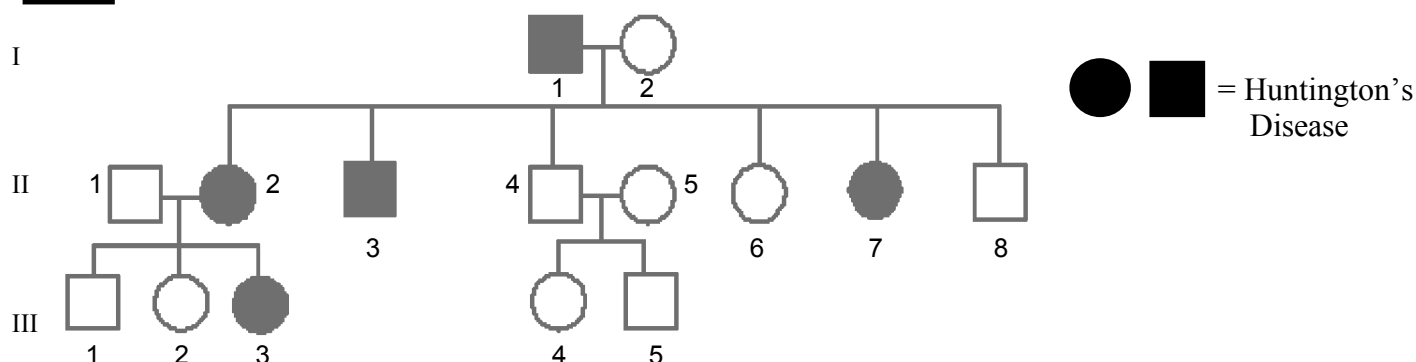 I
1 2
= Huntington's
Disease
II
1 2 4 5
3 6 7 8
III
1 2 3 4 5